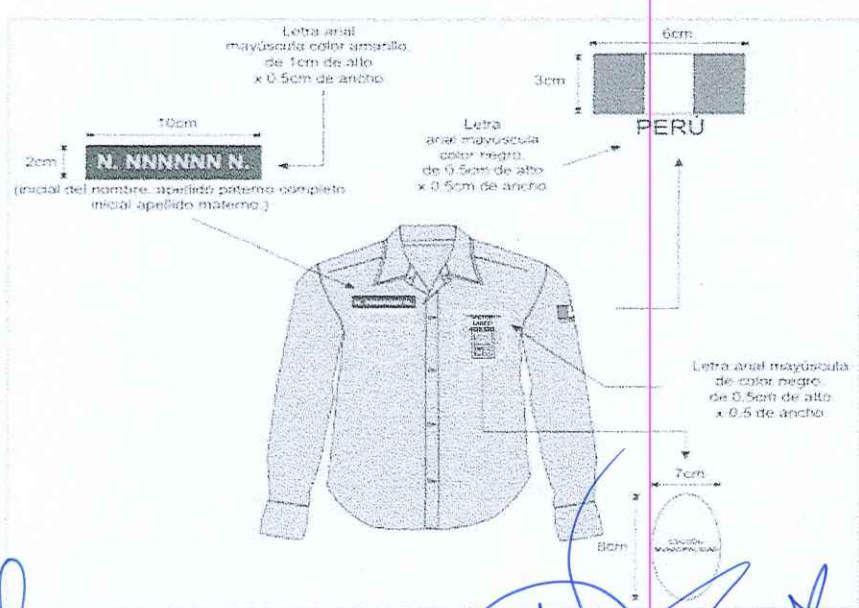 Letra arial
mayúscula color amarillo,
de 1cm de alto
x 0.5cm de ancho
6cm
3cm
PERÚ
Letra
arial mayúscula
color negro,
de 0.5cm de alto
x 0.5cm de ancho
10cm
2cm
N. NNNNNN N.
(inicial del nombre, apellido paterno completo
inicial apellido materno.)
Letra arial mayúscula
de color negro,
de 0.5cm de alto
x 0.5 de ancho
7cm
8cm